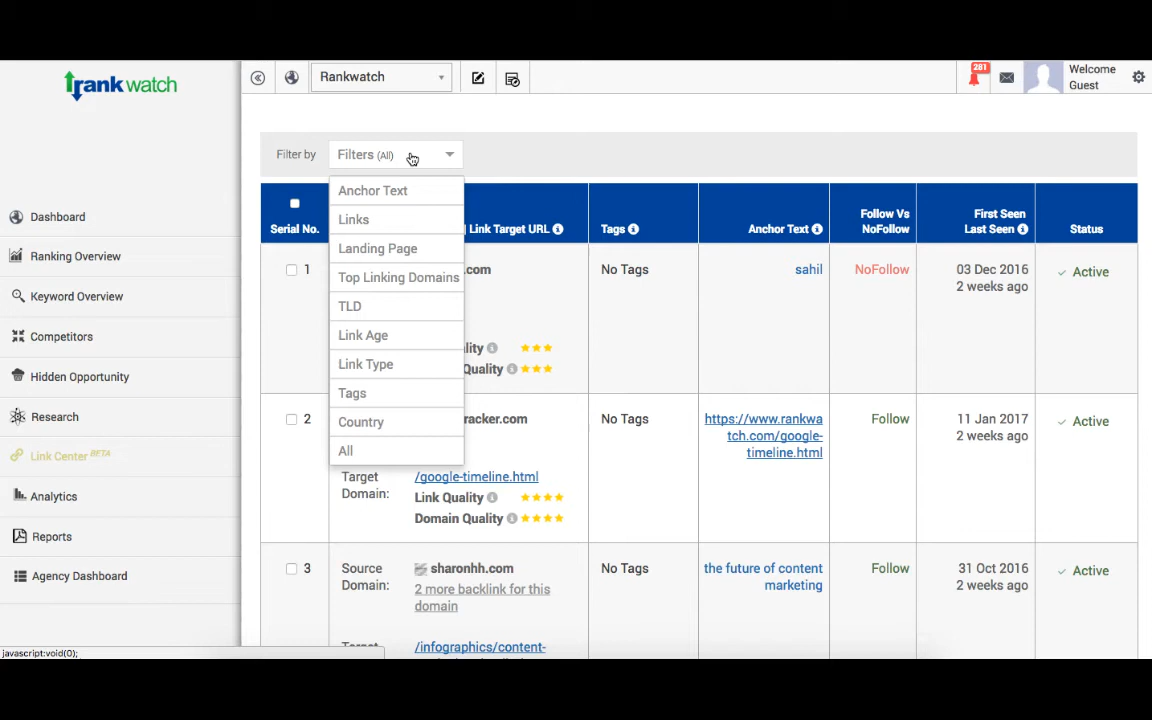 rank watch
Rankwatch
281
Welcome
Guest
Filter by
Filters (All)
Anchor Text
Links
Landing Page
Top Linking Domains
TLD
Link Age
Link Type
Tags
Country
All
Dashboard
Ranking Overview
Keyword Overview
Competitors
Hidden Opportunity
Research
Link Center BETA
Analytics
Reports
Agency Dashboard
Serial No.
| Link Target URL
Tags
Anchor Text
Follow Vs
NoFollow
First Seen
Last Seen
Status
1
.com
No Tags
sahil
NoFollow
03 Dec 2016
2 weeks ago
Active
Quality
2
racker.com
No Tags
https://www.rankwa
tch.com/google-
timeline.html
Follow
11 Jan 2017
2 weeks ago
Active
Target
Domain:
/google-timeline.html
Link Quality
Domain Quality
3
Source
Domain:
sharonhh.com
2 more backlink for this
domain
No Tags
the future of content
marketing
Follow
31 Oct 2016
2 weeks ago
Active
/infographics/content-
javascript:void(0);